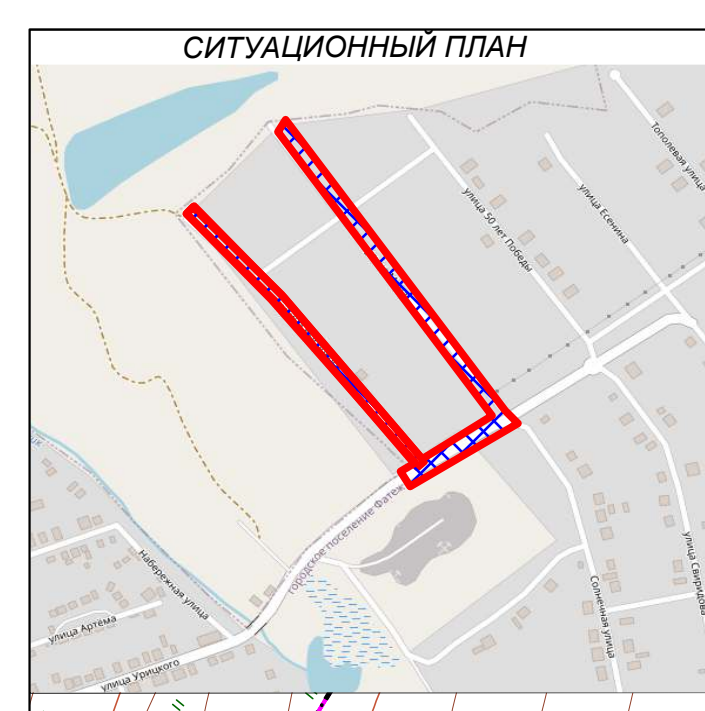 СИТУАЦИОННЫЙ ПЛАН
Тополевая улица
улица 50 лет Победы
улица Есенина
городское поселение Фатеж
Набережная улица
улица Артёма
улица Урицкого
Солнечная улица
улица Свиридова